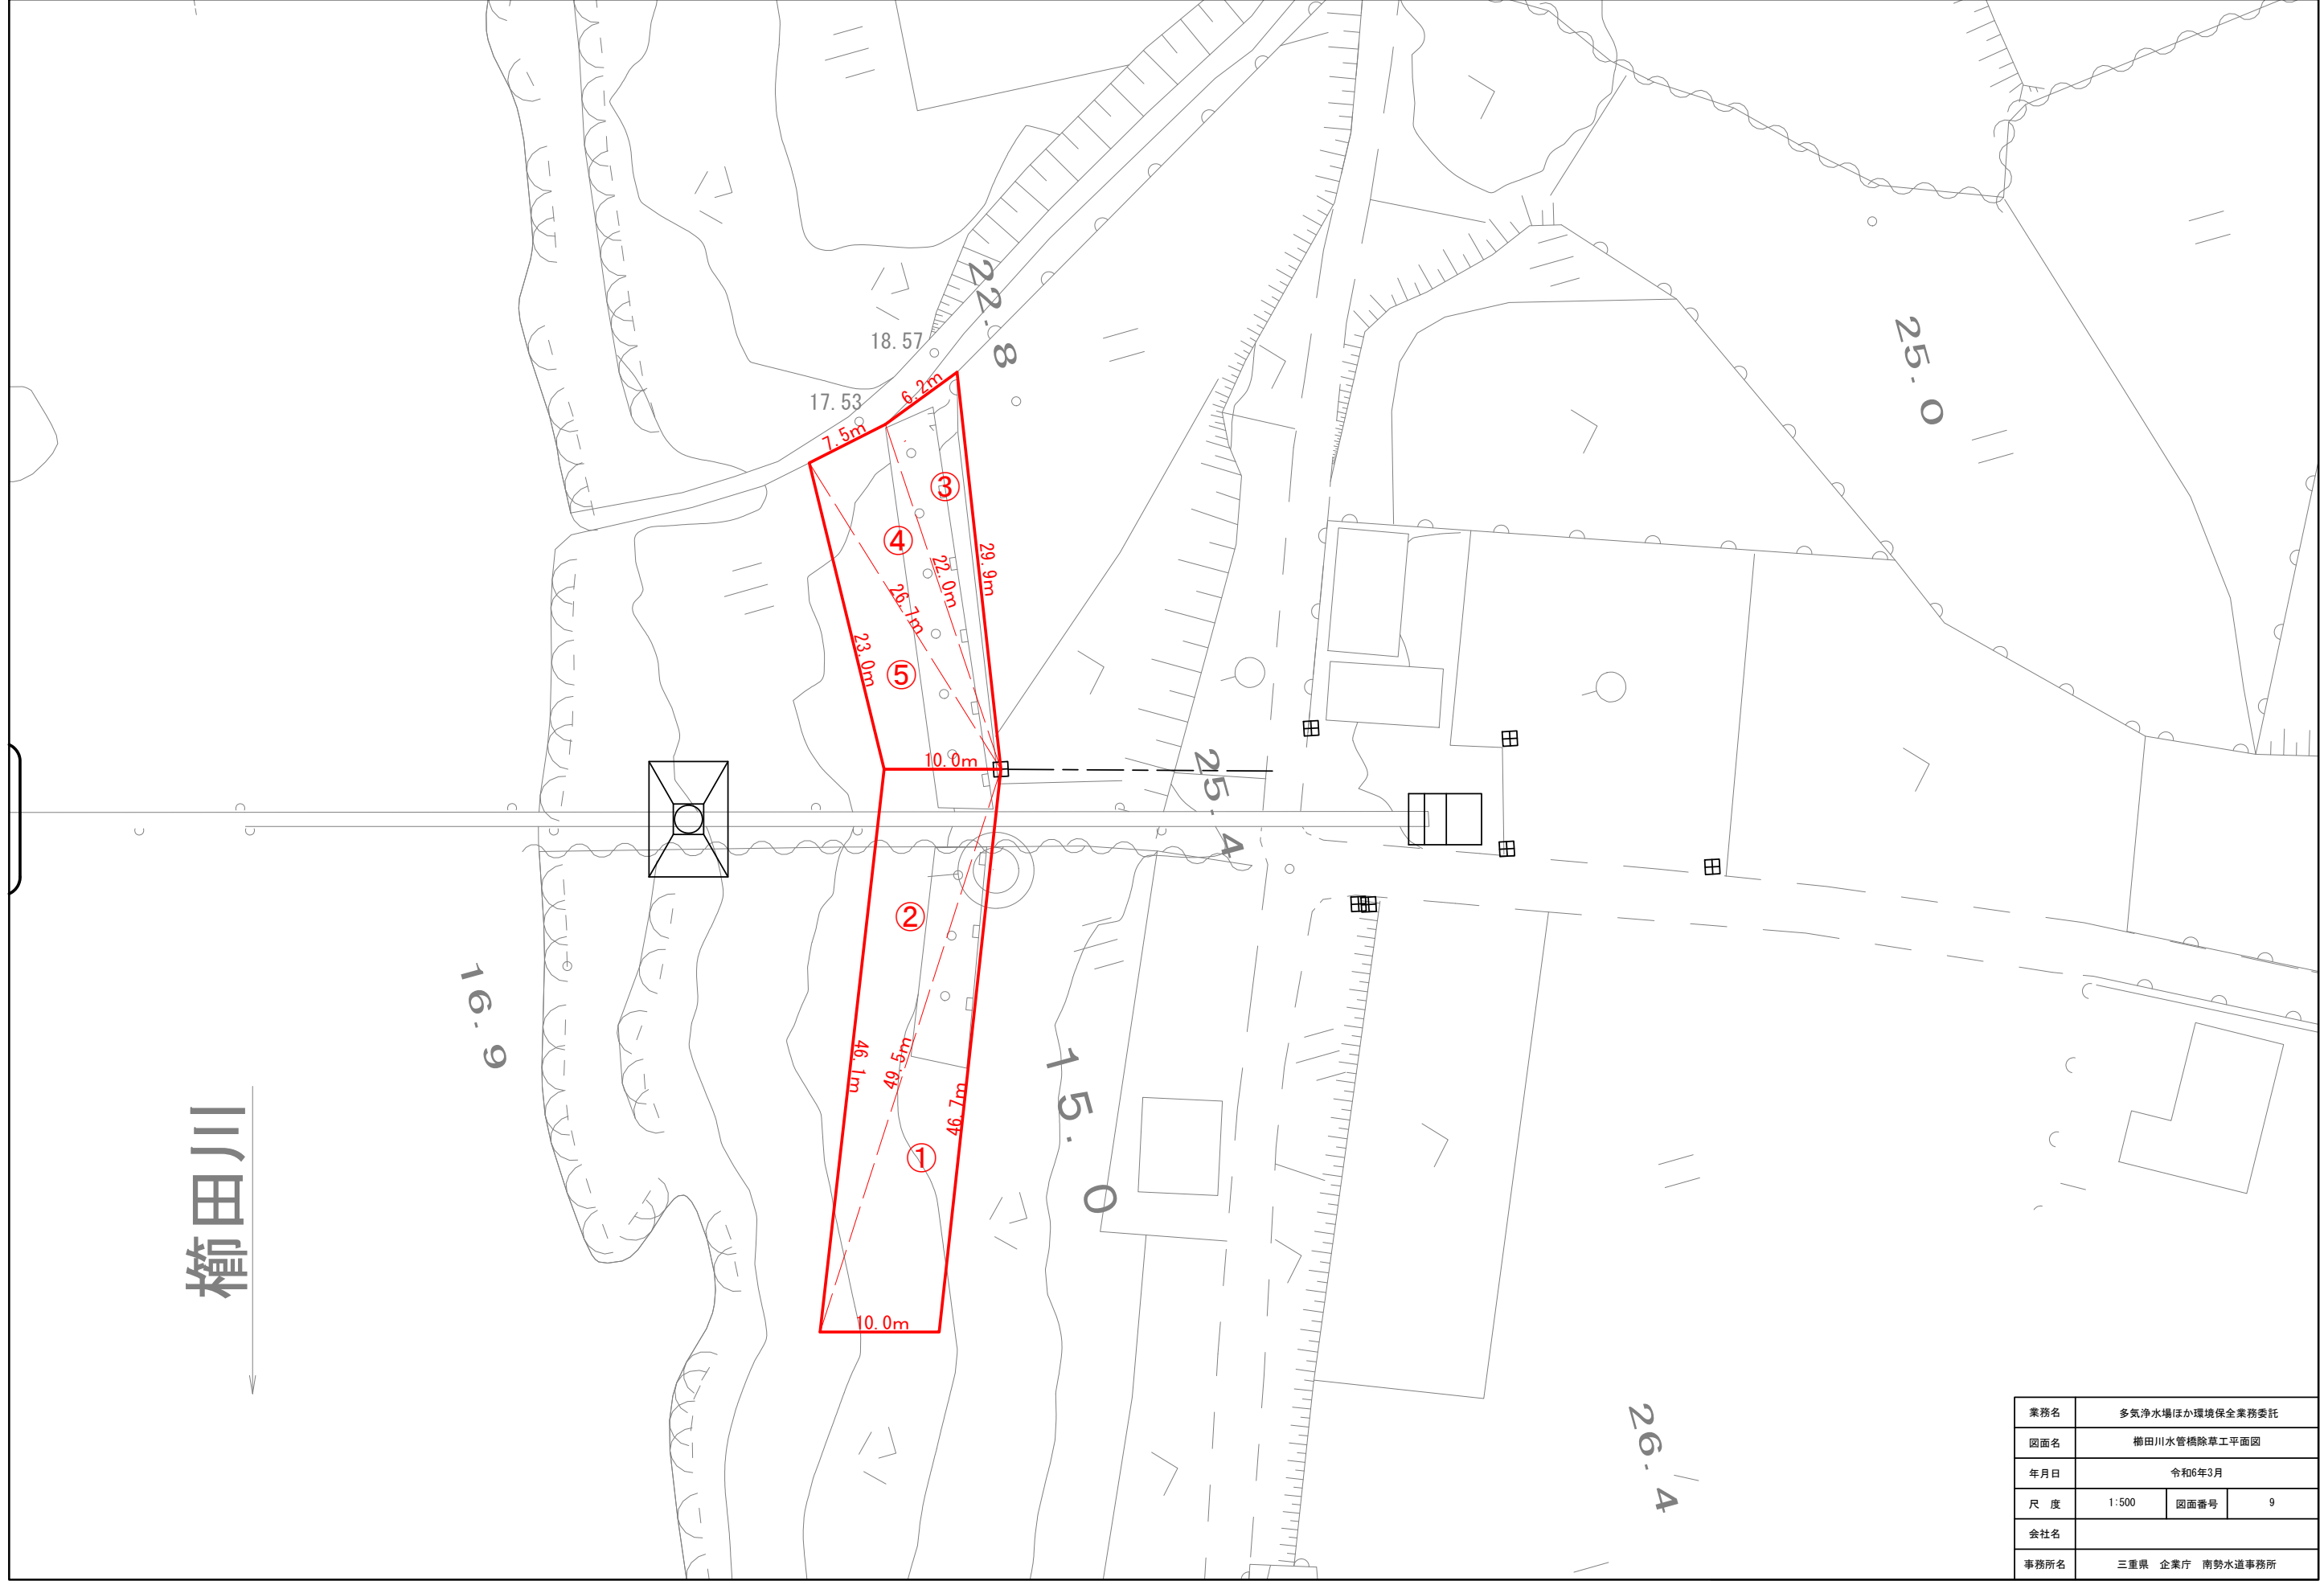 22.8
18.57
17.53
6.2m
7.5m
③
④
29.9m
22.0m
26.7m
23.0m
⑤
10.0m
25.0
25.4
②
16.9
46.1m
49.5m
46.7m
15.0
①
10.0m
櫛田川
26.4
業務名 多気浄水場ほか環境保全業務委託
図面名 櫛田川水管橋除草工平面図
年月日 令和6年3月
尺 度 1:500 図面番号 9
会社名
事務所名 三重県 企業庁 南勢水道事務所